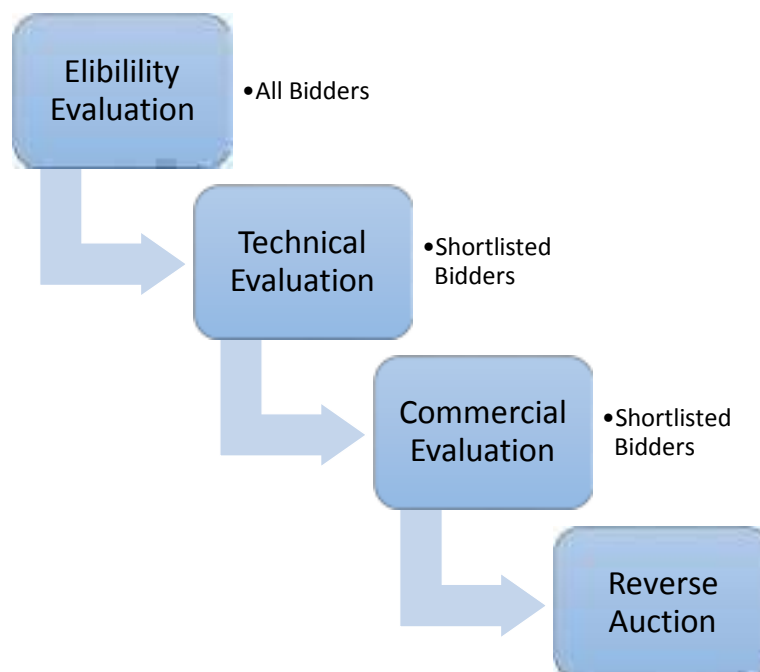 Elibilility
Evaluation
•All Bidders
Technical
Evaluation
•Shortlisted
Bidders
Commercial
Evaluation
•Shortlisted
Bidders
Reverse
Auction